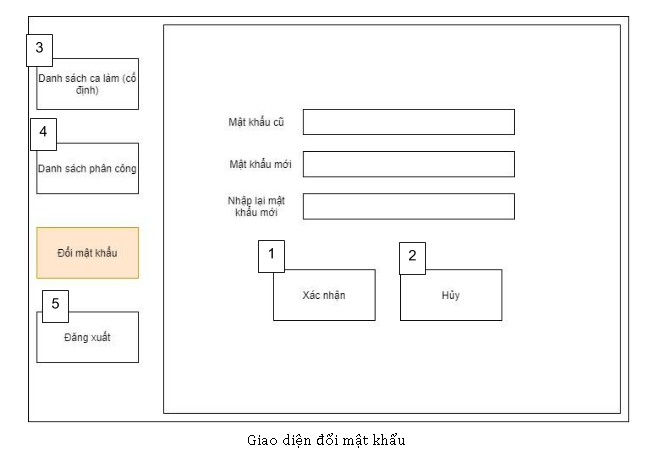 3
Danh sách ca làm (cố
định)
4
Danh sách phân công
Đổi mật khẩu
5
Đăng xuất
Mật khẩu cũ
Mật khẩu mới
Nhập lại mật
khẩu mới
1
Xác nhận
2
Hủy
Giao diện đổi mật khẩu